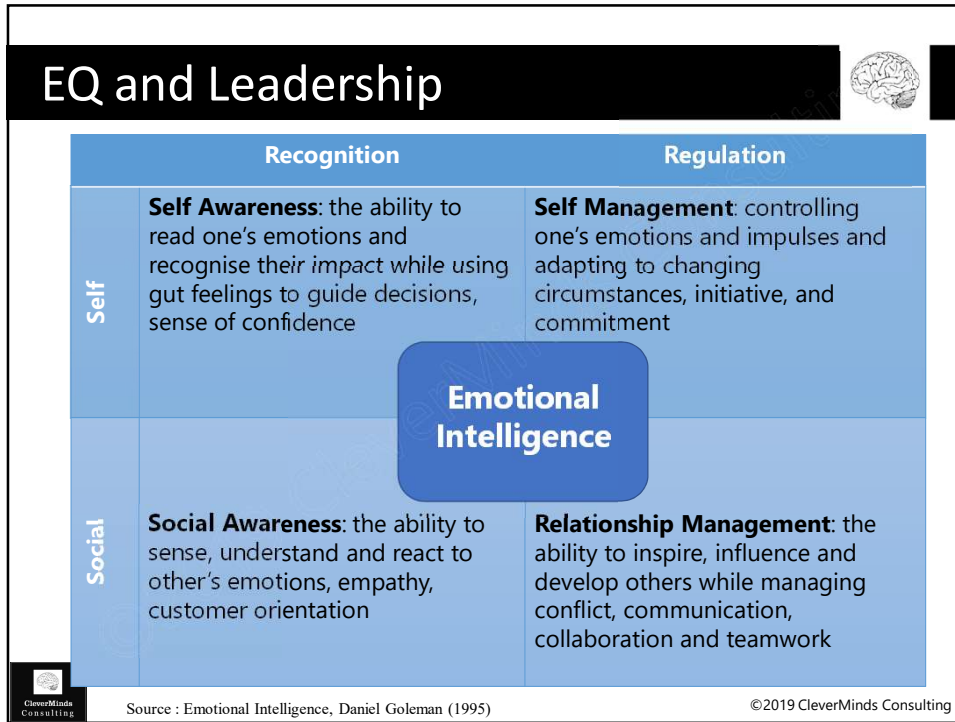 EQ and Leadership
Recognition
Regulation
Self
Self Awareness: the ability to
read one's emotions and
recognise their impact while using
gut feelings to guide decisions,
sense of confidence
Self Management: controlling
one's emotions and impulses and
adapting to changing
circumstances, initiative, and
commitment
Emotional
Intelligence
Social
Social Awareness: the ability to
sense, understand and react to
other's emotions, empathy,
customer orientation
Relationship Management: the
ability to inspire, influence and
develop others while managing
conflict, communication,
collaboration and teamwork
CleverMinds
Consulting
Source : Emotional Intelligence, Daniel Goleman (1995)
©2019 CleverMinds Consulting
© CleverMinds Consulting